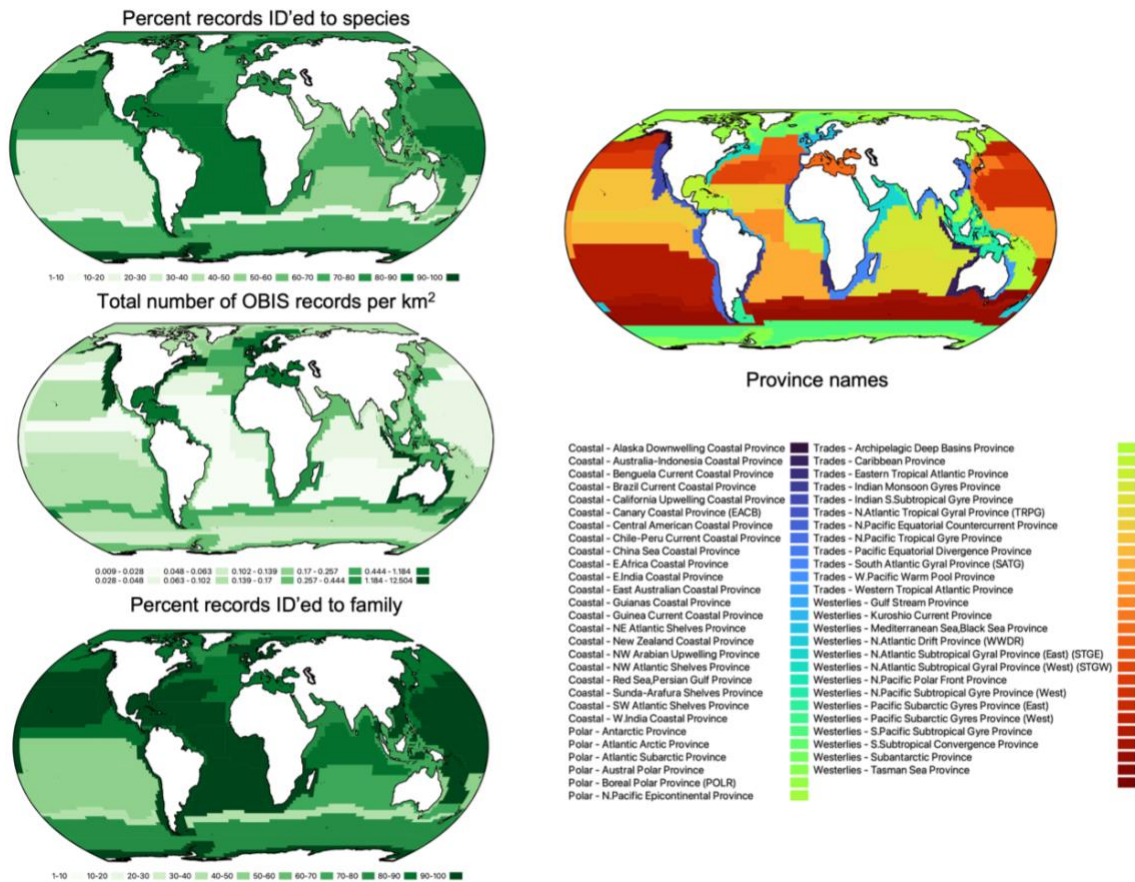 Percent records ID’ed to species
1-10 10-20 20-30 30-40 40-50 50-60 60-70 70-80 80-90 90-100
Total number of OBIS records per km²
0.009 - 0.028 0.048 - 0.063 0.102 - 0.139 0.17 - 0.257 0.444 - 1.184
0.028 - 0.048 0.063 - 0.102 0.139 - 0.17 0.257 - 0.444 1.184 - 12.504
Percent records ID’ed to family
1-10 10-20 20-30 30-40 40-50 50-60 60-70 70-80 80-90 90-100
Province names
Coastal - Alaska Downwelling Coastal Province
Coastal - Australia-Indonesia Coastal Province
Coastal - Benguela Current Coastal Province
Coastal - Brazil Current Coastal Province
Coastal - California Upwelling Coastal Province
Coastal - Canary Coastal Province (EACB)
Coastal - Central American Coastal Province
Coastal - Chile-Peru Current Coastal Province
Coastal - China Sea Coastal Province
Coastal - E.Africa Coastal Province
Coastal - E.India Coastal Province
Coastal - East Australian Coastal Province
Coastal - Guianas Coastal Province
Coastal - Guinea Current Coastal Province
Coastal - NE Atlantic Shelves Province
Coastal - New Zealand Coastal Province
Coastal - NW Arabian Upwelling Province
Coastal - NW Atlantic Shelves Province
Coastal - Red Sea,Persian Gulf Province
Coastal - Sunda-Arafura Shelves Province
Coastal - SW Atlantic Shelves Province
Coastal - W.India Coastal Province
Polar - Antarctic Province
Polar - Atlantic Arctic Province
Polar - Atlantic Subarctic Province
Polar - Austral Polar Province
Polar - Boreal Polar Province (POLR)
Polar - N.Pacific Epicontinental Province
Trades - Archipelagic Deep Basins Province
Trades - Caribbean Province
Trades - Eastern Tropical Atlantic Province
Trades - Indian Monsoon Gyres Province
Trades - Indian S.Subtropical Gyre Province
Trades - N.Atlantic Tropical Gyral Province (TRPG)
Trades - N.Pacific Equatorial Countercurrent Province
Trades - N.Pacific Tropical Gyre Province
Trades - Pacific Equatorial Divergence Province
Trades - South Atlantic Gyral Province (SATG)
Trades - W.Pacific Warm Pool Province
Trades - Western Tropical Atlantic Province
Westerlies - Gulf Stream Province
Westerlies - Kuroshio Current Province
Westerlies - Mediterranean Sea,Black Sea Province
Westerlies - N.Atlantic Drift Province (WWDR)
Westerlies - N.Atlantic Subtropical Gyral Province (East) (STGE)
Westerlies - N.Atlantic Subtropical Gyral Province (West) (STGW)
Westerlies - N.Pacific Polar Front Province
Westerlies - N.Pacific Subtropical Gyre Province (West)
Westerlies - Pacific Subarctic Gyres Province (East)
Westerlies - Pacific Subarctic Gyres Province (West)
Westerlies - S.Pacific Subtropical Gyre Province
Westerlies - S.Subtropical Convergence Province
Westerlies - Subantarctic Province
Westerlies - Tasman Sea Province